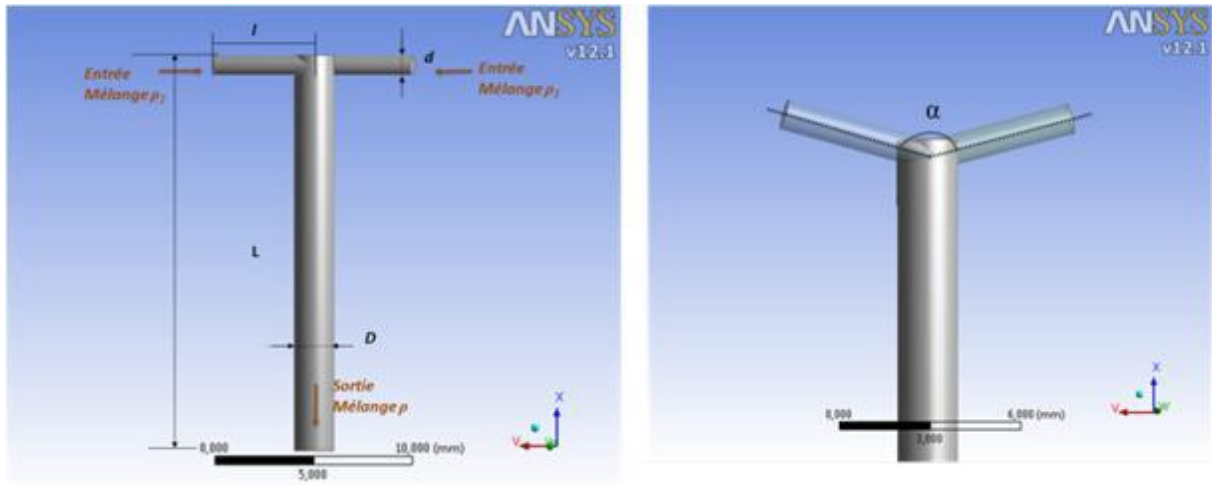 ANSYS
v12.1
l
d
Entrée
Mélange ρ₂
Entrée
Mélange ρ₁
L
D
Sortie
Mélange ρ
X
Y
0,000
10,000 (mm)
5,000
ANSYS
v12.1
α
X
Y
0,000
6,000 (mm)
3,000